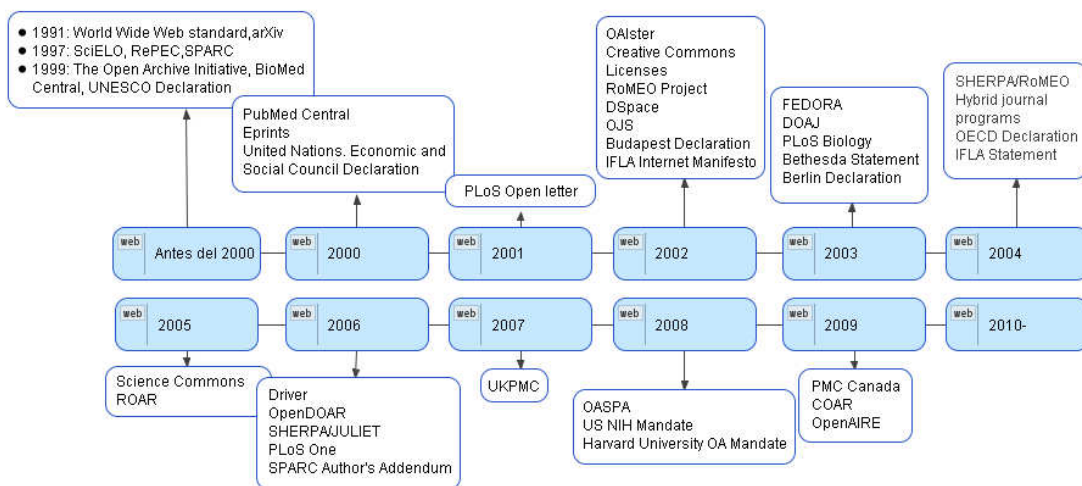 ● 1991: World Wide Web standard,arXiv
● 1997: SciELO, RePEC,SPARC
● 1999: The Open Archive Initiative, BioMed
Central, UNESCO Declaration
PubMed Central
Eprints
United Nations. Economic and
Social Council Declaration
PLoS Open letter
OAIster
Creative Commons
Licenses
RoMEO Project
DSpace
OJS
Budapest Declaration
IFLA Internet Manifesto
FEDORA
DOAJ
PLoS Biology
Bethesda Statement
Berlin Declaration
SHERPA/RoMEO
Hybrid journal
programs
OECD Declaration
IFLA Statement
web Antes del 2000
web 2000
web 2001
web 2002
web 2003
web 2004
web 2005
web 2006
web 2007
web 2008
web 2009
web 2010-
Science Commons
ROAR
Driver
OpenDOAR
SHERPA/JULIET
PLoS One
SPARC Author's Addendum
UKPMC
OASPA
US NIH Mandate
Harvard University OA Mandate
PMC Canada
COAR
OpenAIRE